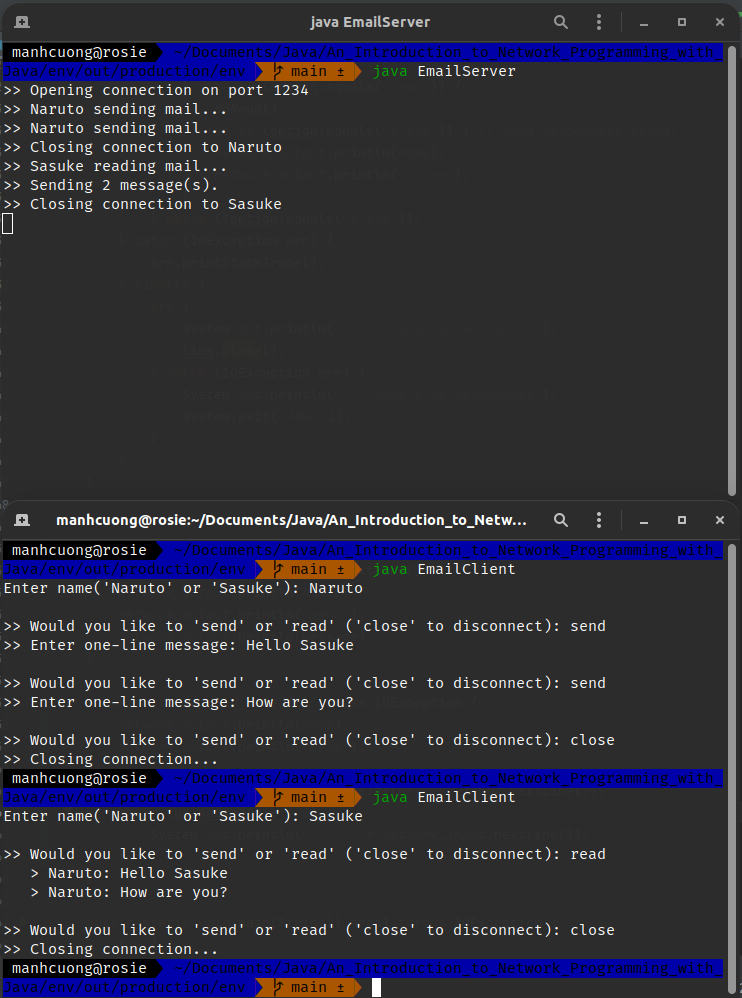 java EmailServer
manhcuong@rosie ~/Documents/Java/An_Introduction_to_Network_Programming_with_
Java/env/out/production/env main ± java EmailServer
>> Opening connection on port 1234
>> Naruto sending mail...
>> Naruto sending mail...
>> Closing connection to Naruto
>> Sasuke reading mail...
>> Sending 2 message(s).
>> Closing connection to Sasuke
manhcuong@rosie:~/Documents/Java/An_Introduction_to_Netw...
manhcuong@rosie ~/Documents/Java/An_Introduction_to_Network_Programming_with_
Java/env/out/production/env main ± java EmailClient
Enter name('Naruto' or 'Sasuke'): Naruto
>> Would you like to 'send' or 'read' ('close' to disconnect): send
>> Enter one-line message: Hello Sasuke
>> Would you like to 'send' or 'read' ('close' to disconnect): send
>> Enter one-line message: How are you?
>> Would you like to 'send' or 'read' ('close' to disconnect): close
>> Closing connection...
manhcuong@rosie ~/Documents/Java/An_Introduction_to_Network_Programming_with_
Java/env/out/production/env main ± java EmailClient
Enter name('Naruto' or 'Sasuke'): Sasuke
>> Would you like to 'send' or 'read' ('close' to disconnect): read
> Naruto: Hello Sasuke
> Naruto: How are you?
>> Would you like to 'send' or 'read' ('close' to disconnect): close
>> Closing connection...
manhcuong@rosie ~/Documents/Java/An_Introduction_to_Network_Programming_with_
Java/env/out/production/env main ±